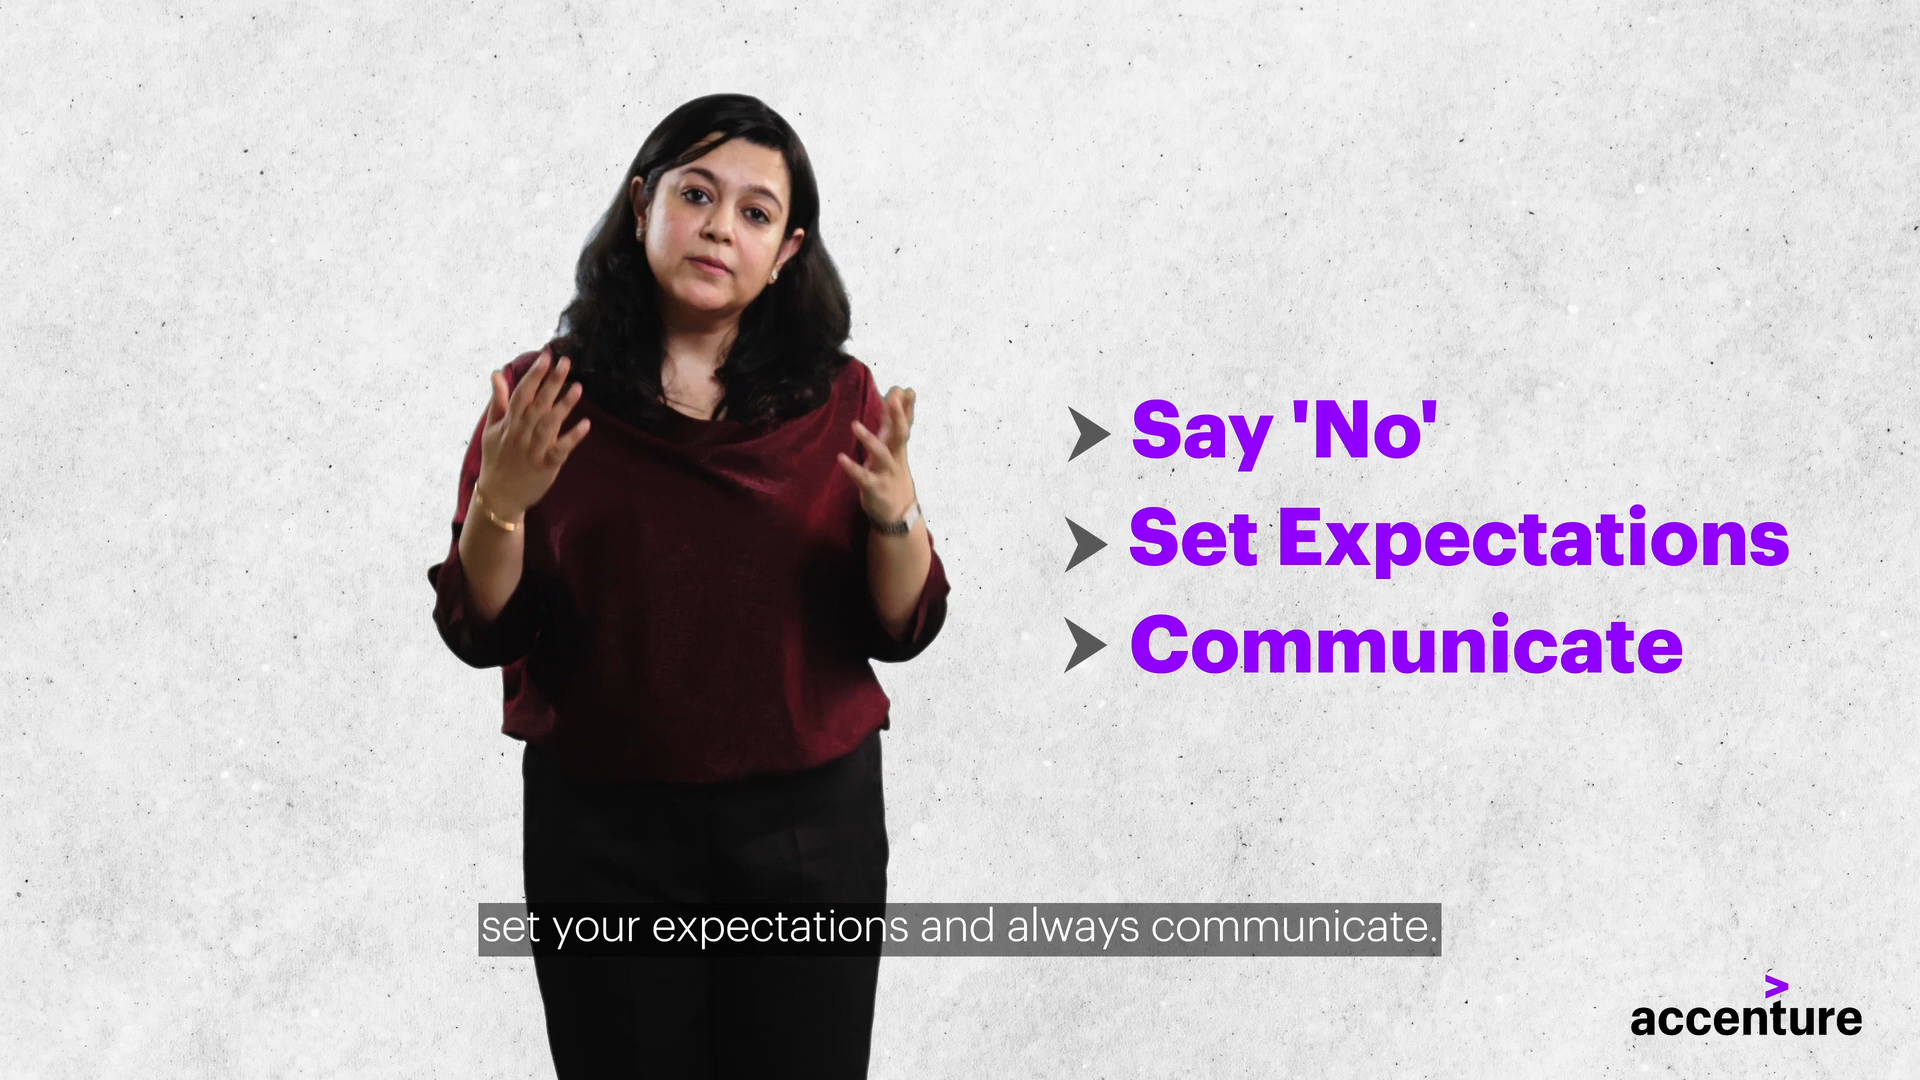 Say 'No'
Set Expectations
Communicate
set your expectations and always communicate.
>
accenture